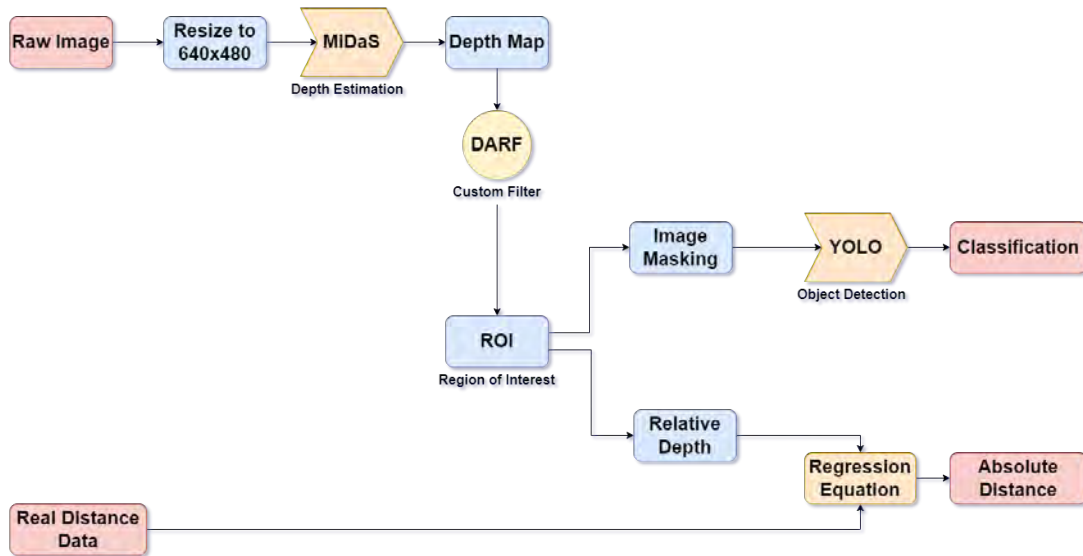 Raw Image
Resize to
640x480
MiDaS
Depth Estimation
Depth Map
DARF
Custom Filter
Image
Masking
YOLO
Object Detection
Classification
ROI
Region of Interest
Relative
Depth
Regression
Equation
Absolute
Distance
Real Distance
Data